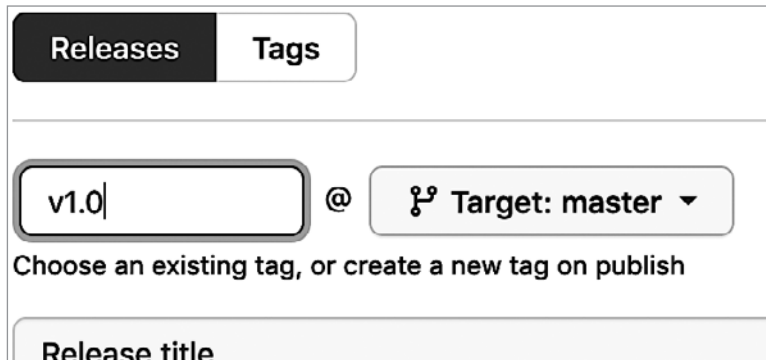 Releases Tags
v1.0 @ Target: master
Choose an existing tag, or create a new tag on publish
Release title